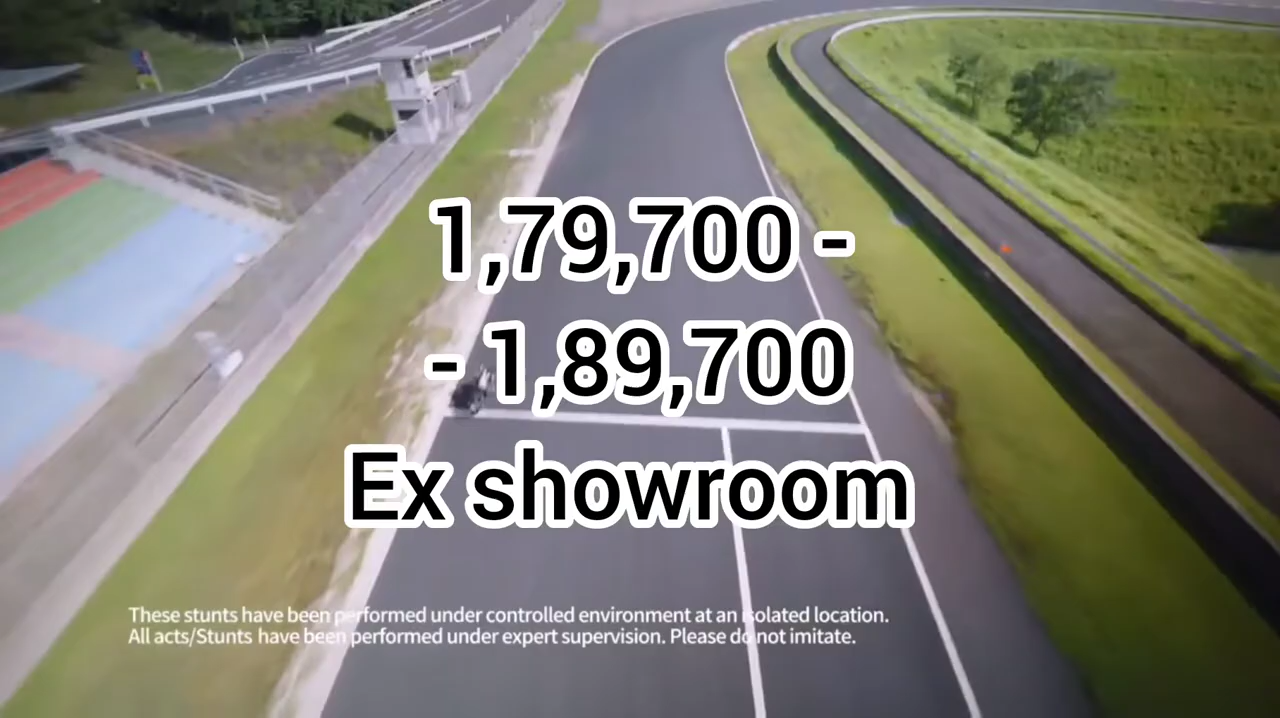 1,79,700 -
- 1,89,700
Ex showroom
These stunts have been performed under controlled environment at an isolated location.
All acts/Stunts have been performed under expert supervision. Please do not imitate.